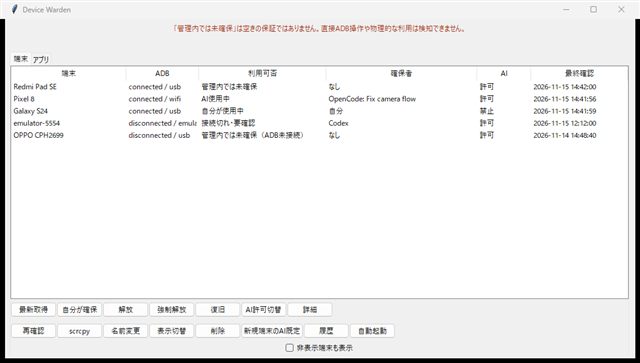 Device Warden
「管理内では未確保」は空きの保証ではありません。直接ADB操作や物理的な利用は検知できません。
端末 アプリ
端末 ADB 利用可否 確保者 AI 最終確認
Redmi Pad SE connected / usb 管理内では未確保 なし 許可 2026-11-15 14:42:00
Pixel 8 connected / wifi AI使用中 OpenCode: Fix camera flow 許可 2026-11-15 14:41:56
Galaxy S24 connected / usb 自分が使用中 自分 禁止 2026-11-15 14:41:59
emulator-5554 disconnected / emula 接続切れ・要確認 Codex 許可 2026-11-15 12:12:00
OPPO CPH2699 disconnected / usb 管理内では未確保（ADB未接続） なし 許可 2026-11-14 14:48:40
最新取得 自分が確保 解放 強制解放 復旧 AI許可切替 詳細
再確認 scrcpy 名前変更 表示切替 削除 新規端末のAI既定 履歴 自動起動
非表示端末も表示